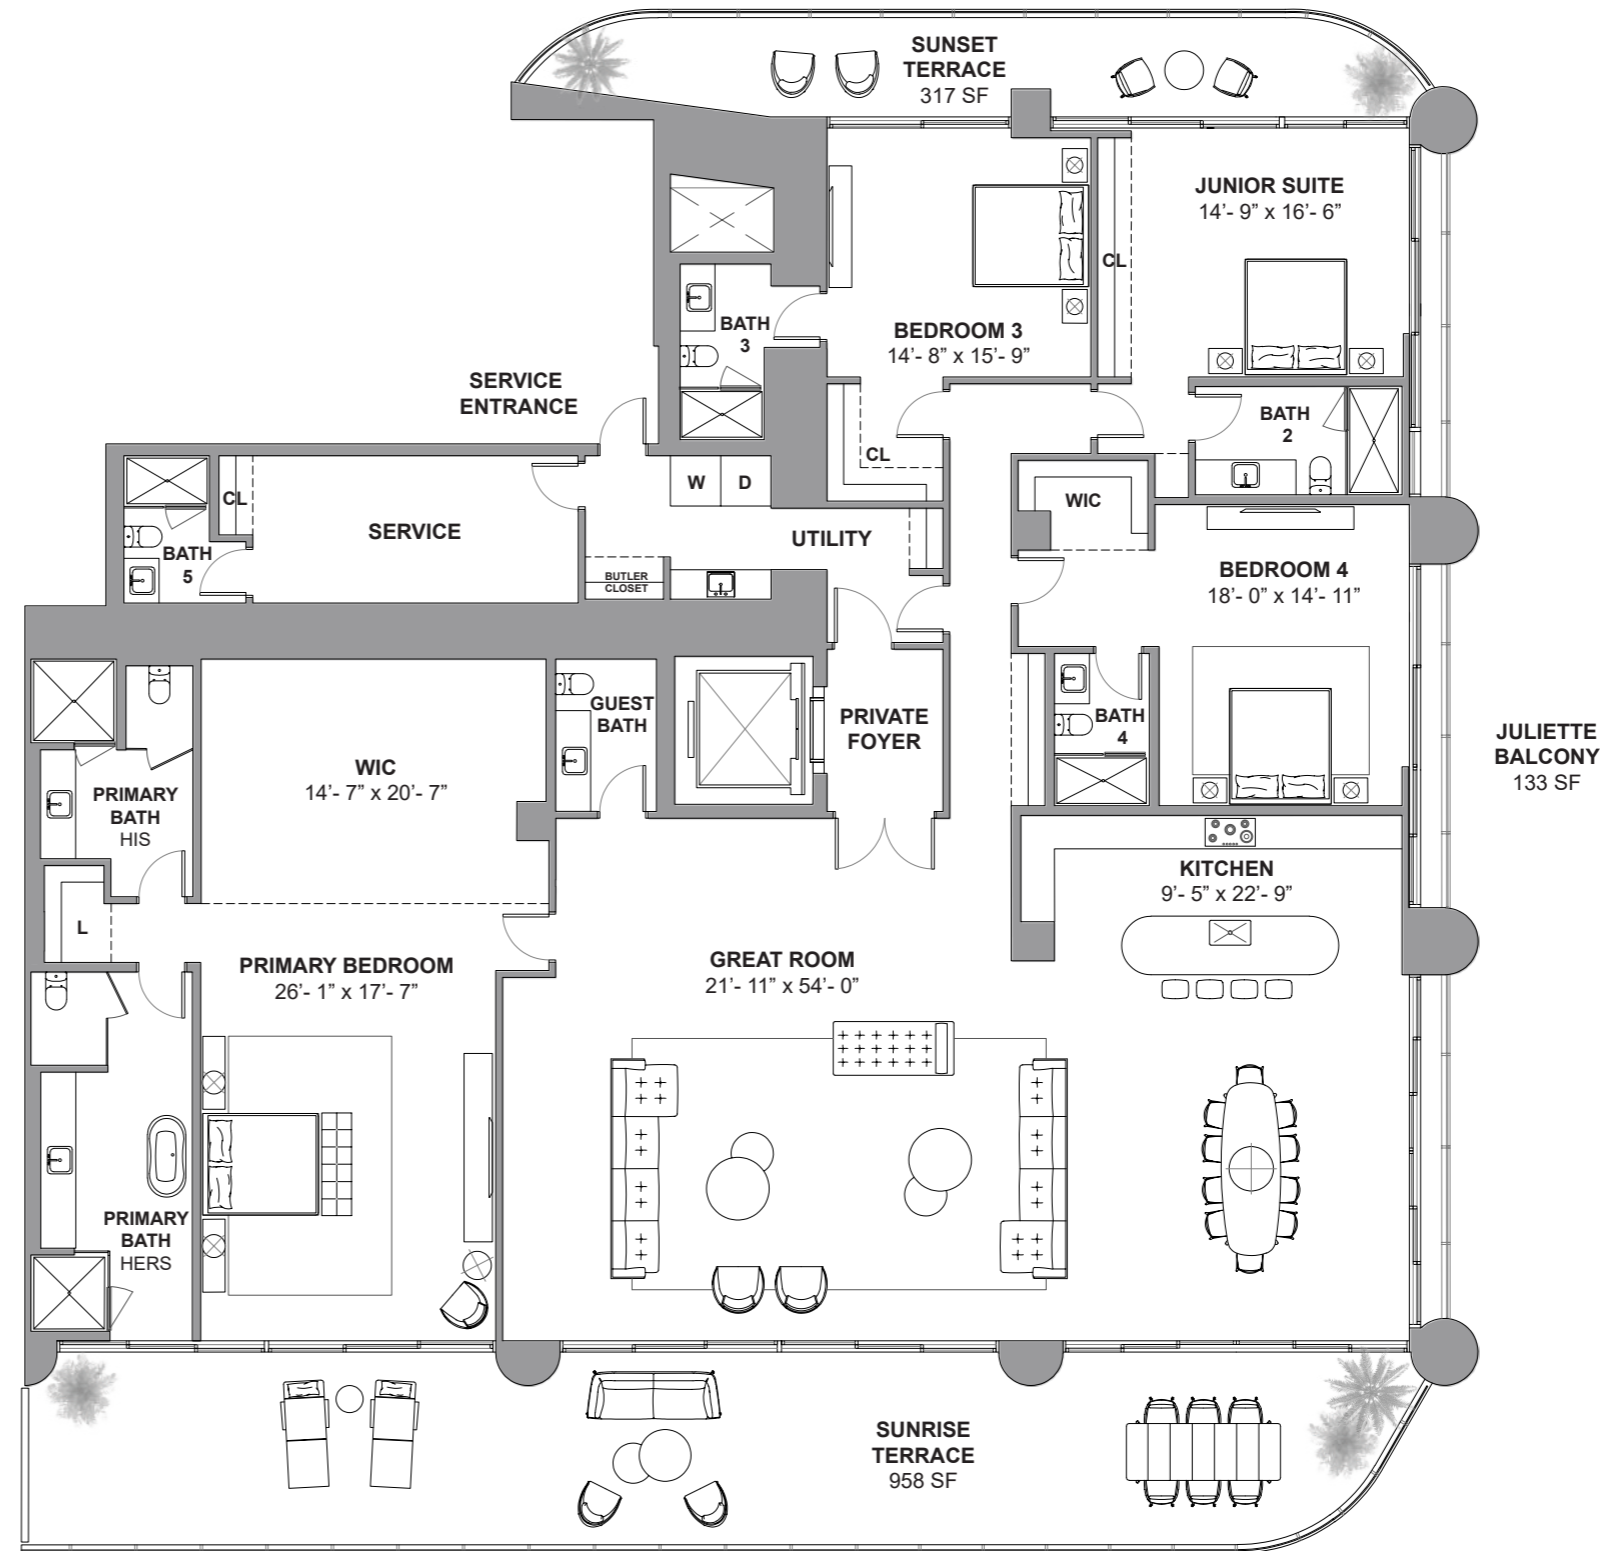 SUNSET
TERRACE
317 SF
JUNIOR SUITE
14’- 9” x 16’- 6”
CL
BATH
3
BEDROOM 3
14’- 8” x 15’- 9”
SERVICE
ENTRANCE
BATH
2
CL
W D
CL
WIC
SERVICE
UTILITY
BATH
5
BEDROOM 4
18’- 0” x 14’- 11”
BUTLER
CLOSET
GUEST
BATH
PRIVATE
FOYER
BATH
4
JULIETTE
BALCONY
133 SF
WIC
14’- 7” x 20’- 7”
PRIMARY
BATH
HIS
KITCHEN
9’- 5” x 22’- 9”
L
PRIMARY BEDROOM
26’- 1” x 17’- 7”
GREAT ROOM
21’- 11” x 54’- 0”
PRIMARY
BATH
HERS
SUNRISE
TERRACE
958 SF